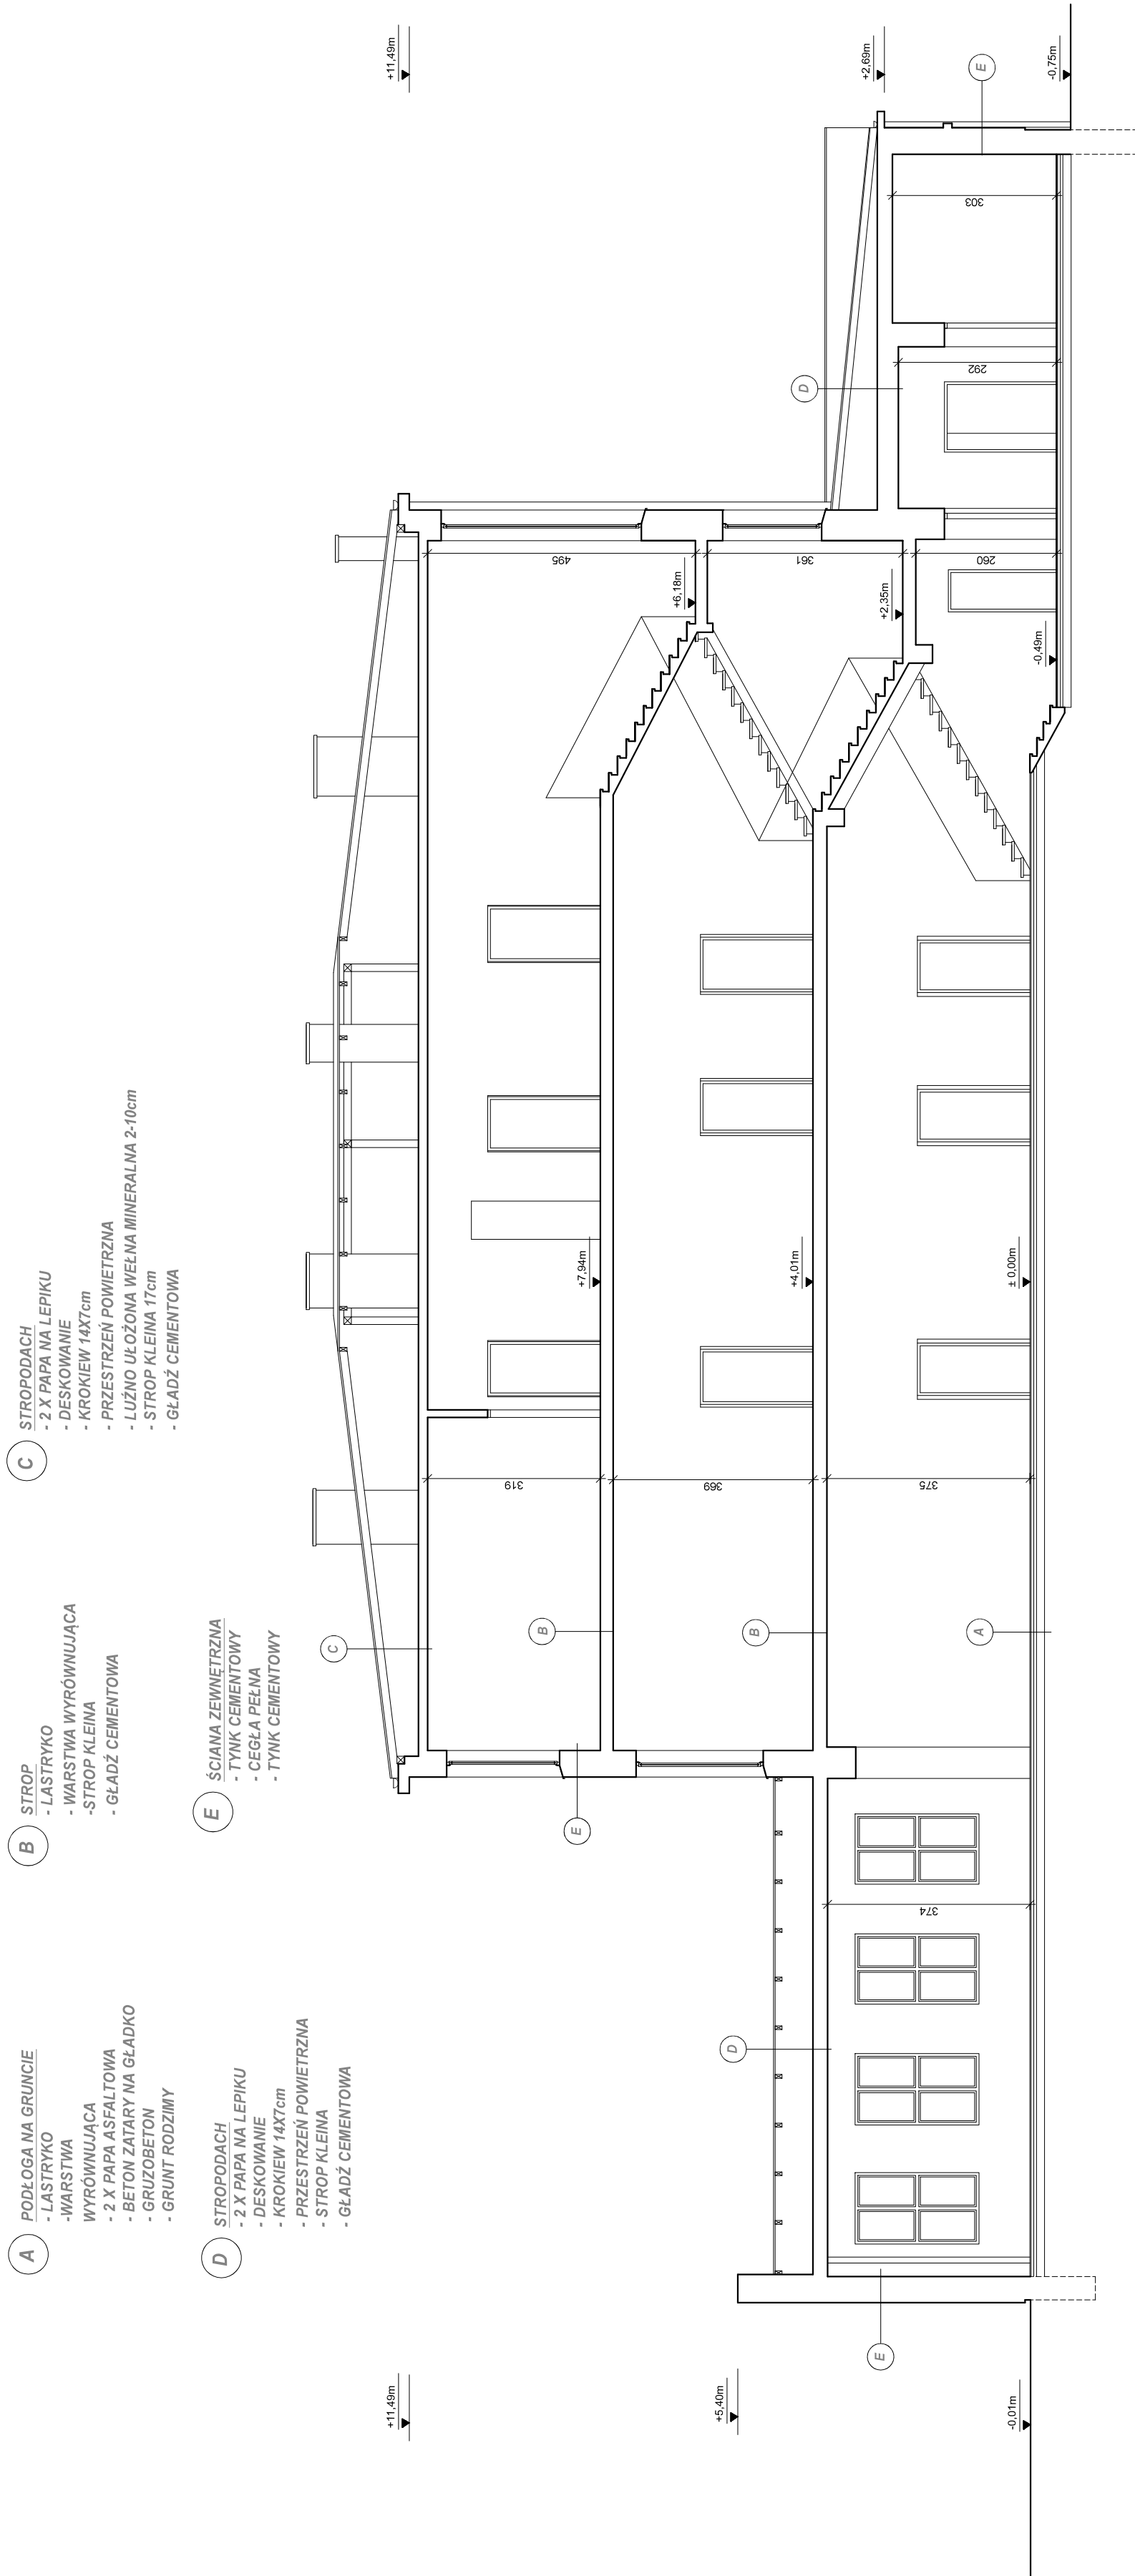 A
PODŁOGA NA GRUNCIE
- LASTRYKO
-WARSTWA
WYRÓWNUJĄCA
- 2 X PAPA ASFALTOWA
- BETON ZATARY NA GŁADKO
- GRUZOBETON
- GRUNT RODZIMY
B
STROP
- LASTRYKO
- WARSTWA WYRÓWNUJĄCA
-STROP KLEINA
- GŁADŹ CEMENTOWA
C
STROPODACH
- 2 X PAPA NA LEPIKU
- DESKOWANIE
- KROKIEW 14X7cm
- PRZESTRZEŃ POWIETRZNA
- LUŹNO UŁOŻONA WEŁNA MINERALNA 2-10cm
- STROP KLEINA 17cm
- GŁADŹ CEMENTOWA
D
STROPODACH
- 2 X PAPA NA LEPIKU
- DESKOWANIE
- KROKIEW 14X7cm
- PRZESTRZEŃ POWIETRZNA
- STROP KLEINA
- GŁADŹ CEMENTOWA
E
ŚCIANA ZEWNĘTRZNA
- TYNK CEMENTOWY
- CEGŁA PEŁNA
- TYNK CEMENTOWY
+11,49m
+11,49m
C
495
319
B
E
+7,94m
+6,18m
+5,40m
D
369
B
+4,01m
361
D
+2,69m
+2,35m
E
374
375
A
260
292
303
E
-0,01m
± 0,00m
-0,49m
-0,75m